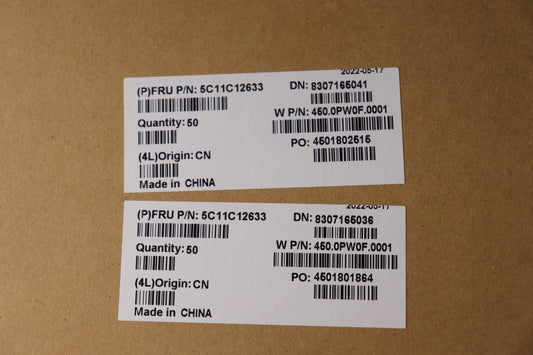 2022-05-17
(P)FRU P/N: 5C11C12633
DN: 8307165041
W P/N: 450.0PW0F.0001
Quantity: 50
PO: 4501802515
(4L)Origin: CN
Made in CHINA
2022-05-17
(P)FRU P/N: 5C11C12633
DN: 8307165036
W P/N: 450.0PW0F.0001
Quantity: 50
PO: 4501801864
(4L)Origin: CN
Made in CHINA